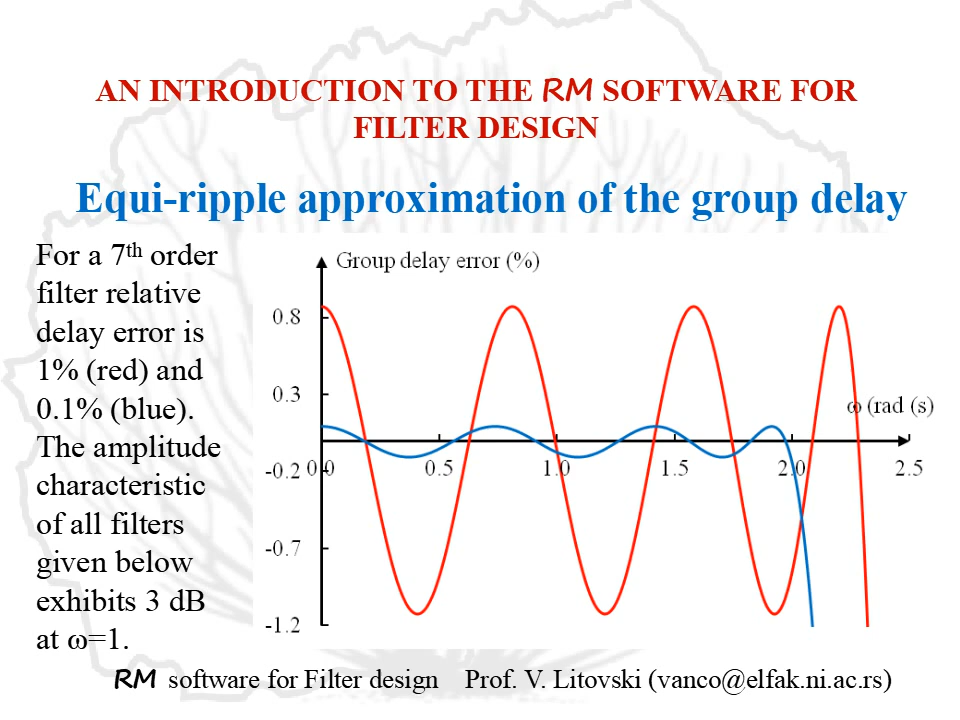 AN INTRODUCTION TO THE RM SOFTWARE FOR
FILTER DESIGN
Equi-ripple approximation of the group delay
For a 7th order
filter relative
delay error is
1% (red) and
0.1% (blue).
The amplitude
characteristic
of all filters
given below
exhibits 3 dB
at ω=1.
Group delay error (%)
0.8
0.3
ω (rad (s)
-0.2 0.0 0.5 1.0 1.5 2.0 2.5
-0.7
-1.2
RM software for Filter design Prof. V. Litovski (vanco@elfak.ni.ac.rs)